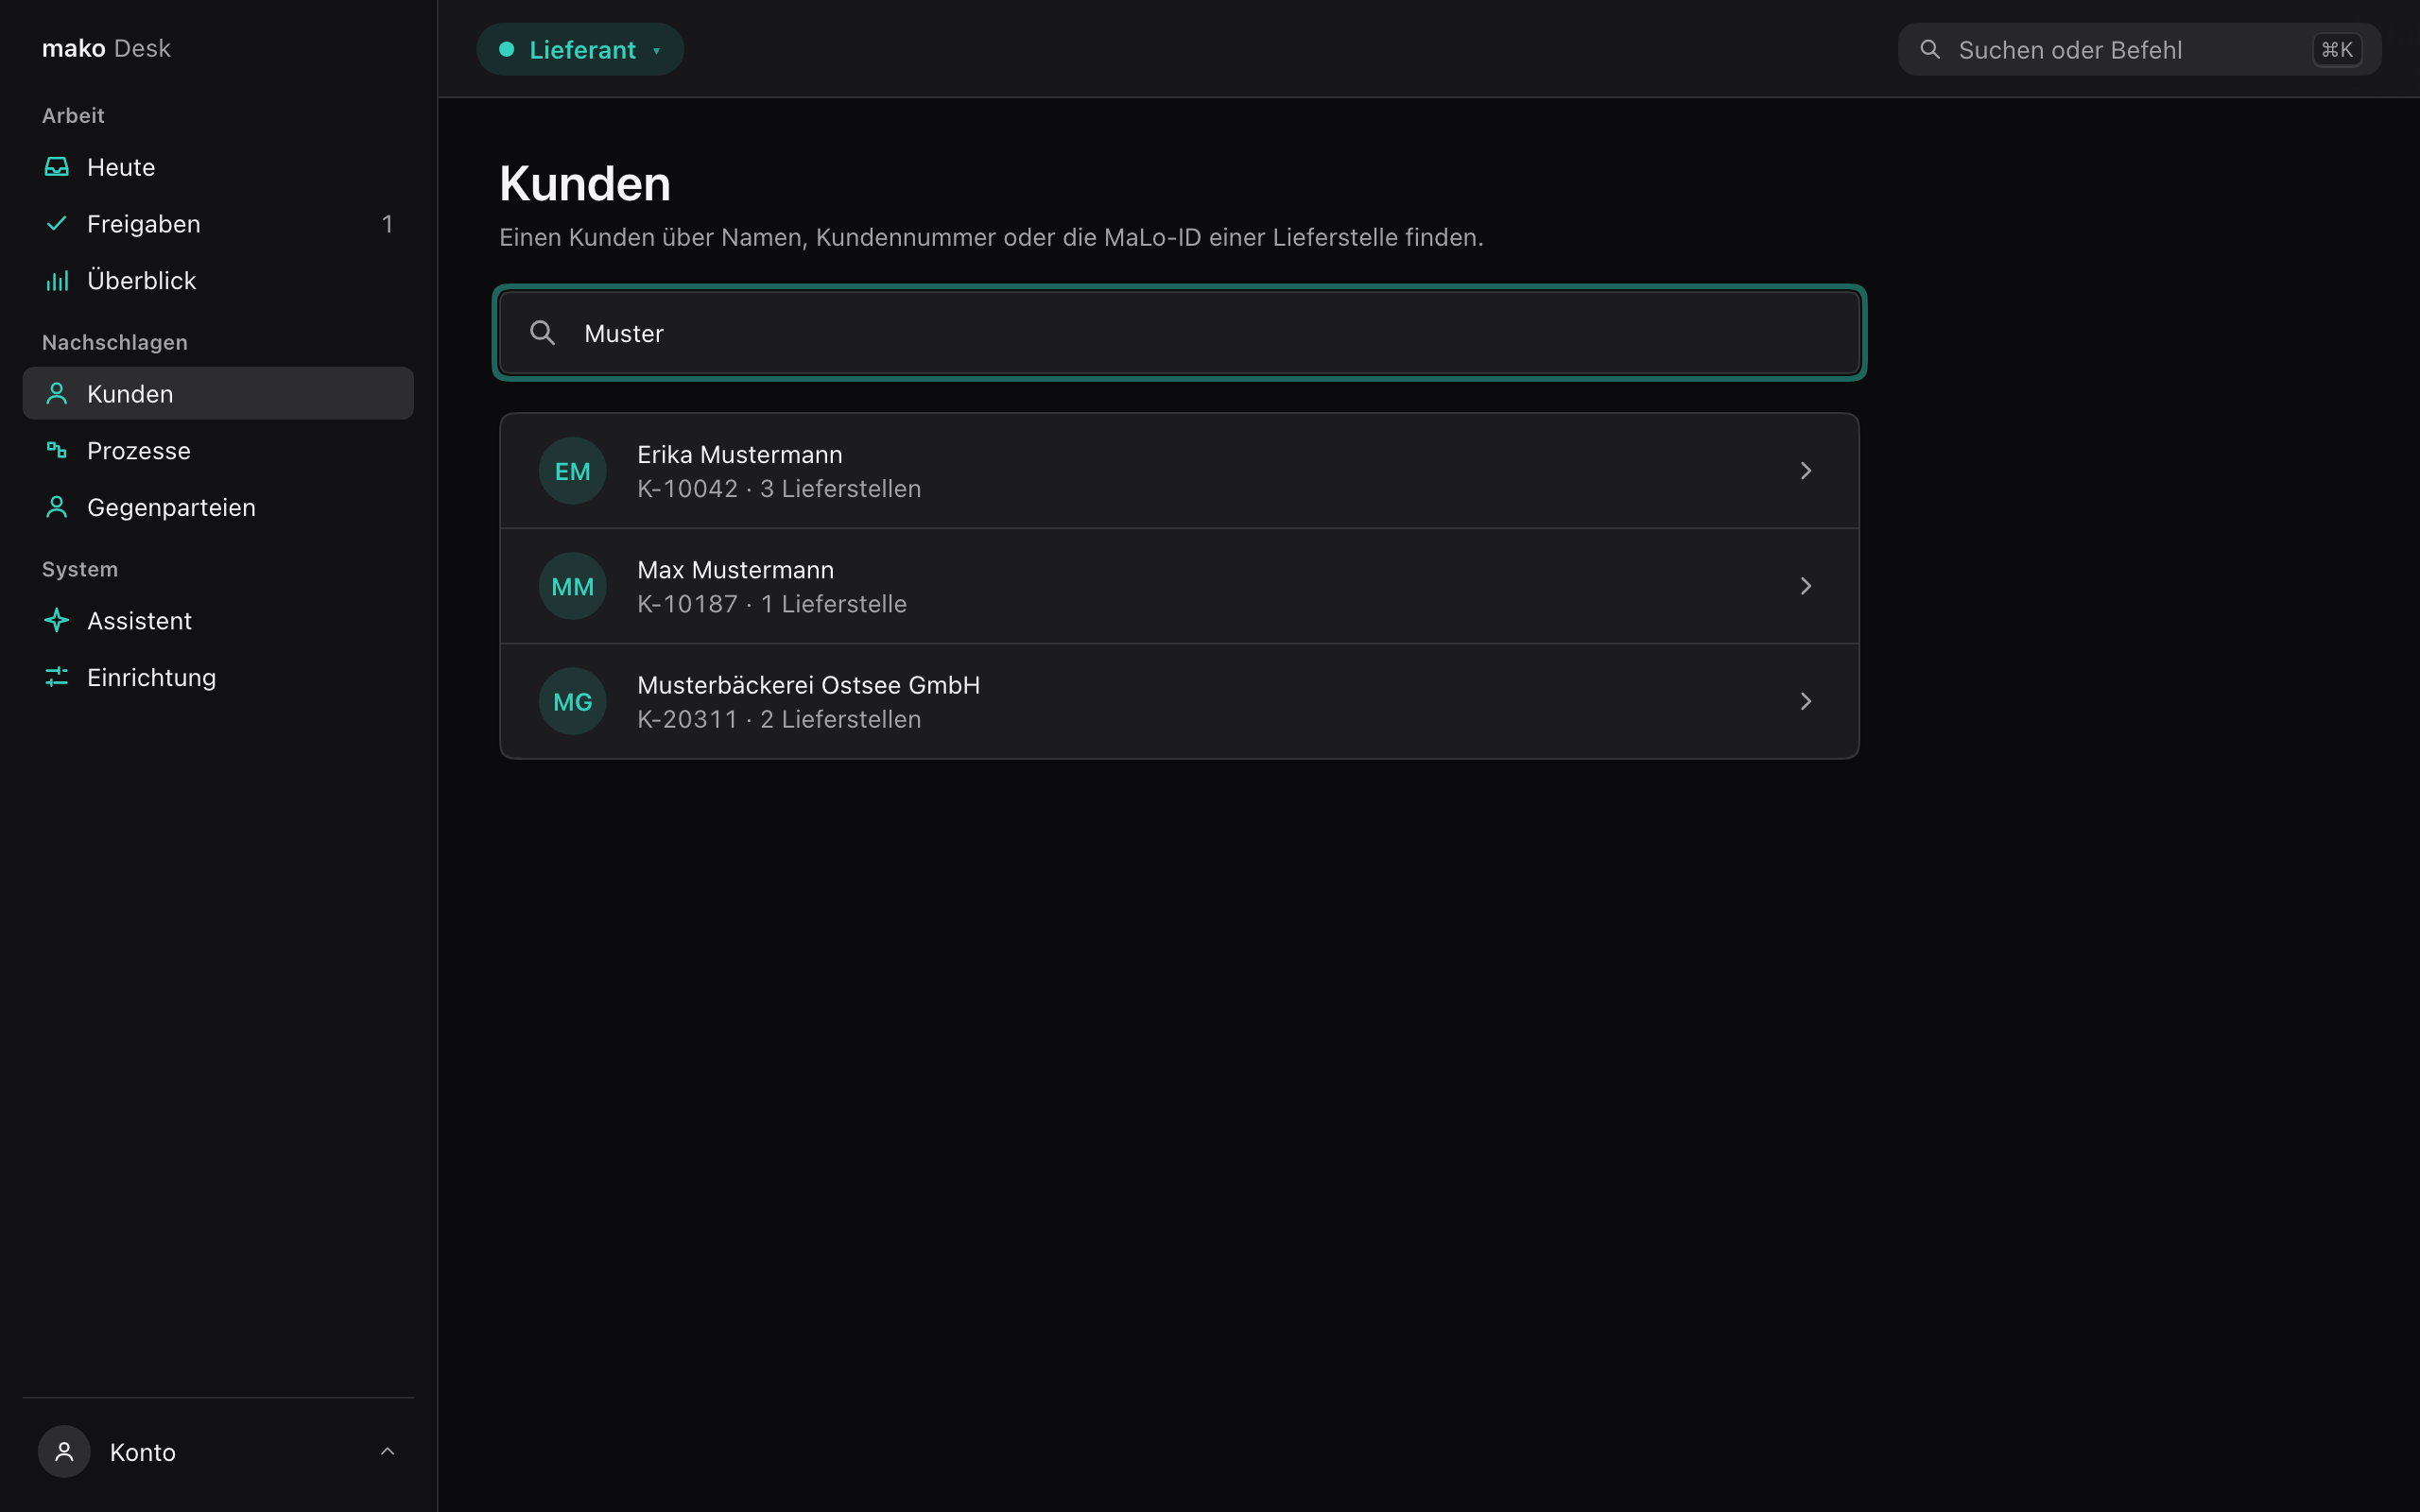 mako Desk
Arbeit
Heute
Freigaben 1
Überblick
Nachschlagen
Kunden
Prozesse
Gegenparteien
System
Assistent
Einrichtung
Konto
Lieferant
Suchen oder Befehl ⌘K
Kunden
Einen Kunden über Namen, Kundennummer oder die MaLo-ID einer Lieferstelle finden.
Muster
EM
Erika Mustermann
K-10042 · 3 Lieferstellen
MM
Max Mustermann
K-10187 · 1 Lieferstelle
MG
Musterbäckerei Ostsee GmbH
K-20311 · 2 Lieferstellen